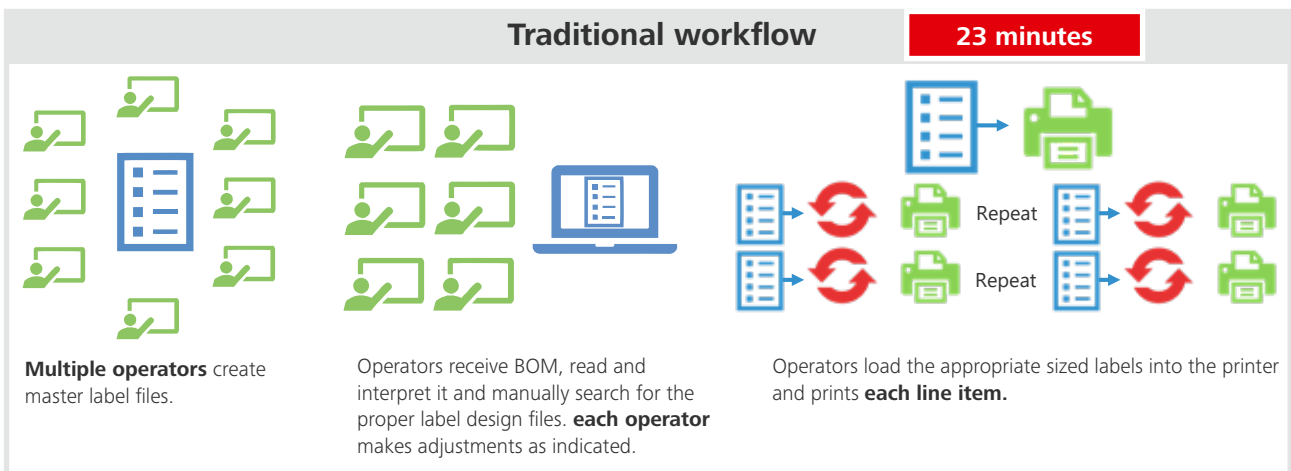 Traditional workflow
23 minutes
Repeat
Repeat
Multiple operators create
master label files.
Operators receive BOM, read and
interpret it and manually search for the
proper label design files. each operator
makes adjustments as indicated.
Operators load the appropriate sized labels into the printer
and prints each line item.